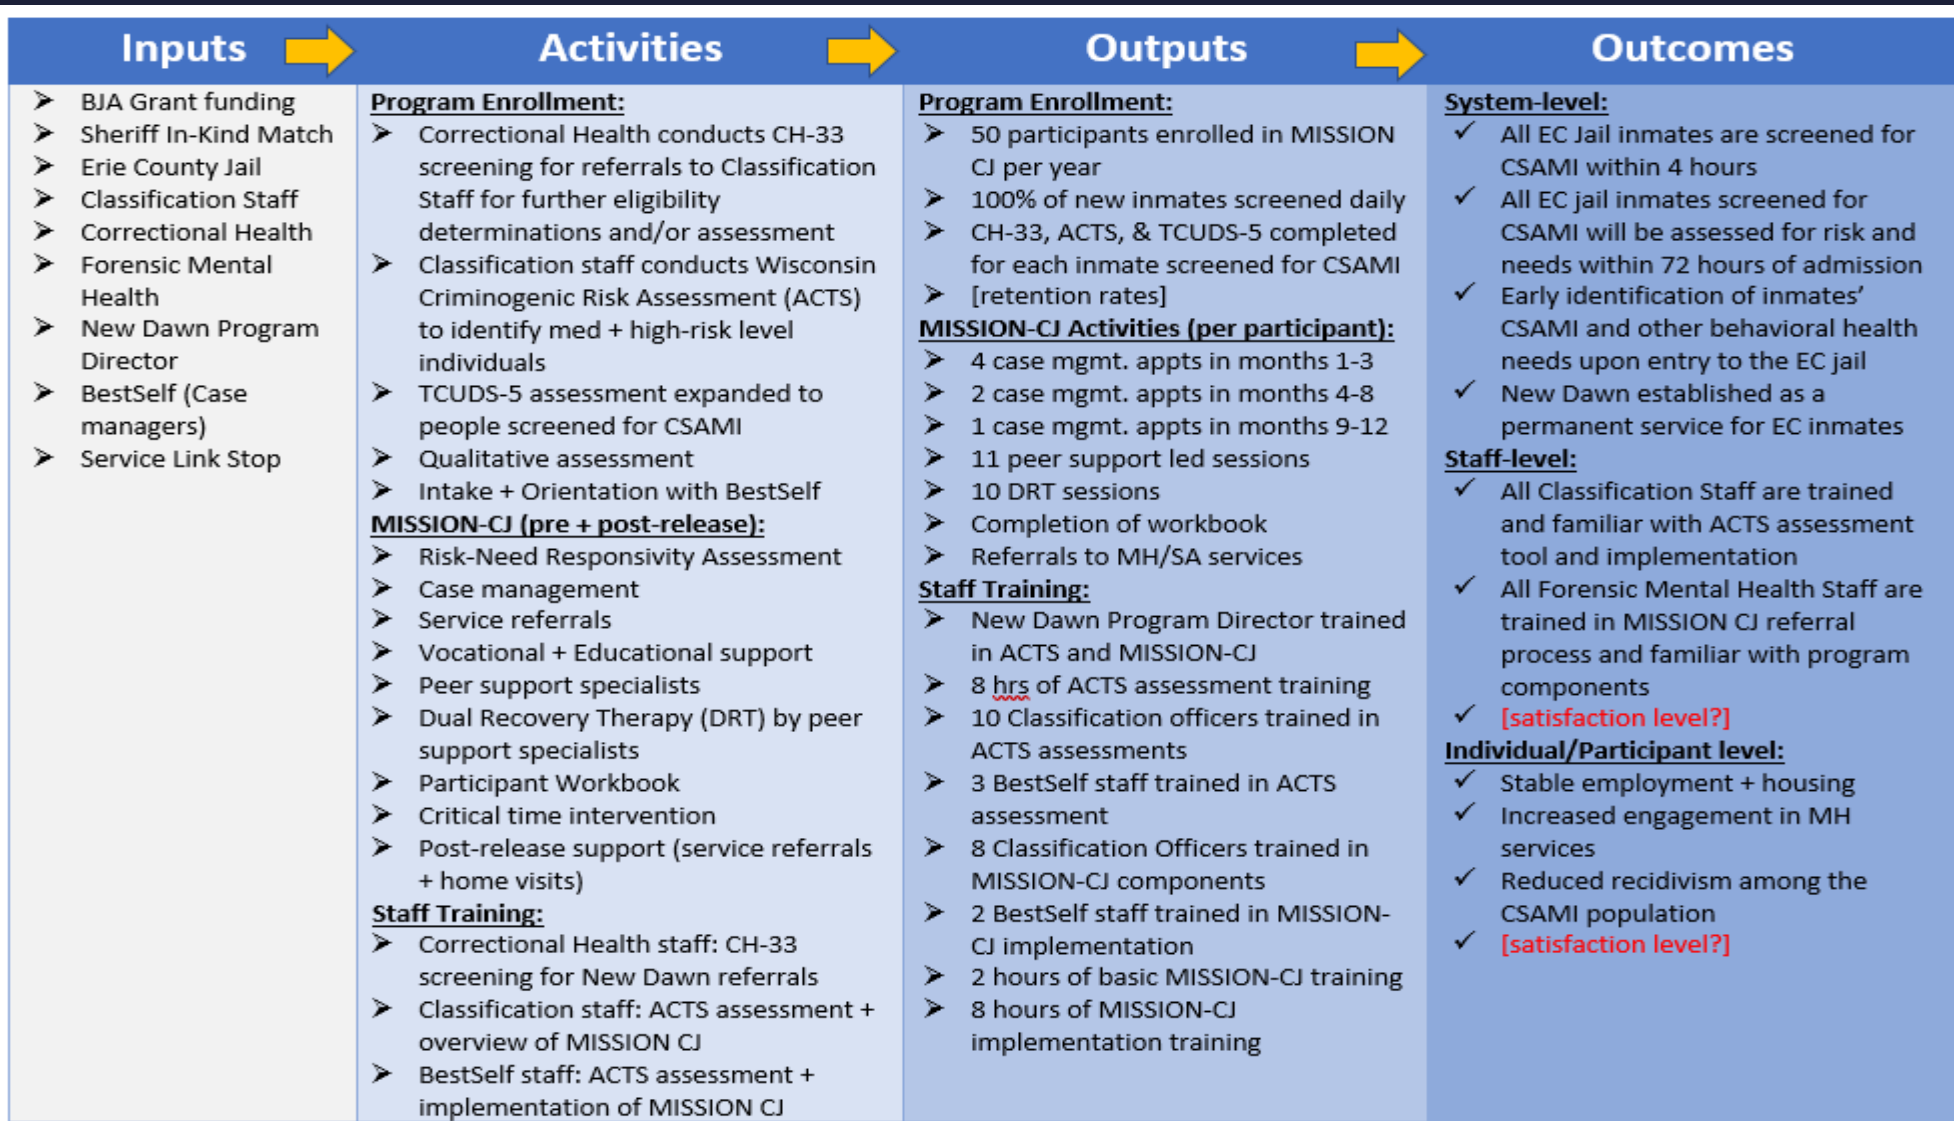 Inputs
Activities
Outputs
Outcomes
BJA Grant funding
Sheriff In-Kind Match
Erie County Jail
Classification Staff
Correctional Health
Forensic Mental
Health
New Dawn Program
Director
BestSelf (Case
managers)
Service Link Stop
Program Enrollment:
Correctional Health conducts CH-33
screening for referrals to Classification
Staff for further eligibility
determinations and/or assessment
Classification staff conducts Wisconsin
Criminogenic Risk Assessment (ACTS)
to identify med + high-risk level
individuals
TCUDS-5 assessment expanded to
people screened for CSAMI
Qualitative assessment
Intake + Orientation with BestSelf
MISSION-CJ (pre + post-release):
Risk-Need Responsivity Assessment
Case management
Service referrals
Vocational + Educational support
Peer support specialists
Dual Recovery Therapy (DRT) by peer
support specialists
Participant Workbook
Critical time intervention
Post-release support (service referrals
+ home visits)
Staff Training:
Correctional Health staff: CH-33
screening for New Dawn referrals
Classification staff: ACTS assessment +
overview of MISSION CJ
BestSelf staff: ACTS assessment +
implementation of MISSION CJ
Program Enrollment:
50 participants enrolled in MISSION
CJ per year
100% of new inmates screened daily
CH-33, ACTS, & TCUDS-5 completed
for each inmate screened for CSAMI
[retention rates]
MISSION-CJ Activities (per participant):
4 case mgmt. appts in months 1-3
2 case mgmt. appts in months 4-8
1 case mgmt. appts in months 9-12
11 peer support led sessions
10 DRT sessions
Completion of workbook
Referrals to MH/SA services
Staff Training:
New Dawn Program Director trained
in ACTS and MISSION-CJ
8 hrs of ACTS assessment training
10 Classification officers trained in
ACTS assessments
3 BestSelf staff trained in ACTS
assessment
8 Classification Officers trained in
MISSION-CJ components
2 BestSelf staff trained in MISSION-
CJ implementation
2 hours of basic MISSION-CJ training
8 hours of MISSION-CJ
implementation training
System-level:
All EC Jail inmates are screened for
CSAMI within 4 hours
All EC jail inmates screened for
CSAMI will be assessed for risk and
needs within 72 hours of admission
Early identification of inmates’
CSAMI and other behavioral health
needs upon entry to the EC jail
New Dawn established as a
permanent service for EC inmates
Staff-level:
All Classification Staff are trained
and familiar with ACTS assessment
tool and implementation
All Forensic Mental Health Staff are
trained in MISSION CJ referral
process and familiar with program
components
[satisfaction level?]
Individual/Participant level:
Stable employment + housing
Increased engagement in MH
services
Reduced recidivism among the
CSAMI population
[satisfaction level?]